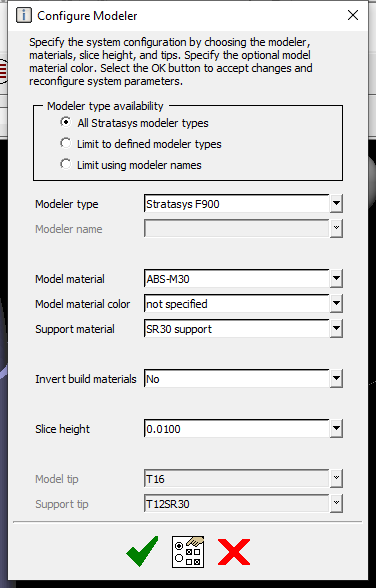 Configure Modeler
Specify the system configuration by choosing the modeler,
materials, slice height, and tips. Specify the optional model
material color. Select the OK button to accept changes and
reconfigure system parameters.
Modeler type availability
All Stratasys modeler types
Limit to defined modeler types
Limit using modeler names
Modeler type Stratasys F900
Modeler name
Model material ABS-M30
Model material color not specified
Support material SR30 support
Invert build materials No
Slice height 0.0100
Model tip T16
Support tip T12SR30